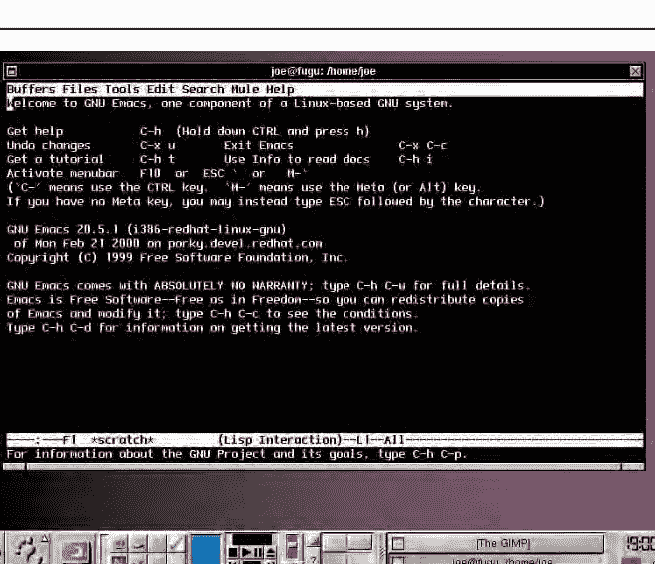 joe@fugu: /home/joe
Buffers Files Tools Edit Search Mule Help
Welcome to GNU Emacs, one component of a Linux-based GNU system.
Get help C-h (Hold down CTRL and press h)
Undo changes C-x u Exit Emacs C-x C-c
Get a tutorial C-h t Use Info to read docs C-h i
Activate menubar F10 or ESC ` or M-`
(`C-' means use the CTRL key. `M-' means use the Meta (or Alt) key.
If you have no Meta key, you may instead type ESC followed by the character.)
GNU Emacs 20.5.1 (i386-redhat-linux-gnu)
of Mon Feb 21 2000 on porky.devel.redhat.com
Copyright (C) 1999 Free Software Foundation, Inc.
GNU Emacs comes with ABSOLUTELY NO WARRANTY; type C-h C-w for full details.
Emacs is Free Software--Free as in Freedom--so you can redistribute copies
of Emacs and modify it; type C-h C-c to see the conditions.
Type C-h C-d for information on getting the latest version.
----:---F1 *scratch* (Lisp Interaction)--L1--All----
For information about the GNU Project and its goals, type C-h C-p.
[The GIMP]
19:00
joe@fugu: /home/joe